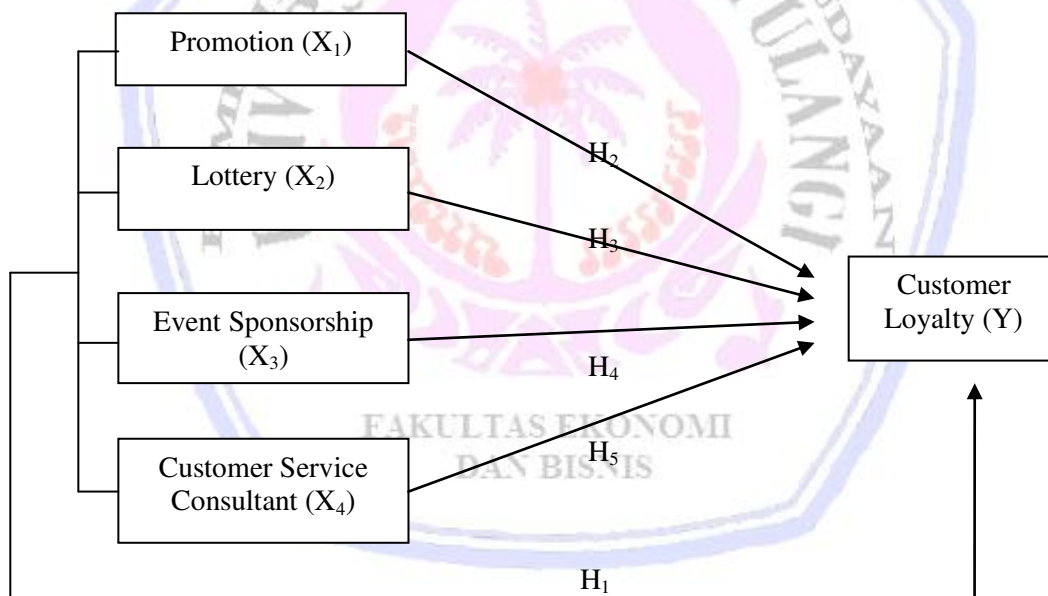 Promotion (X₁)
Lottery (X₂)
Event Sponsorship
(X₃)
Customer Service
Consultant (X₄)
H₂
H₃
H₄
H₅
H₁
Customer
Loyalty (Y)
FAKULTAS EKONOMI
DAN BISNIS